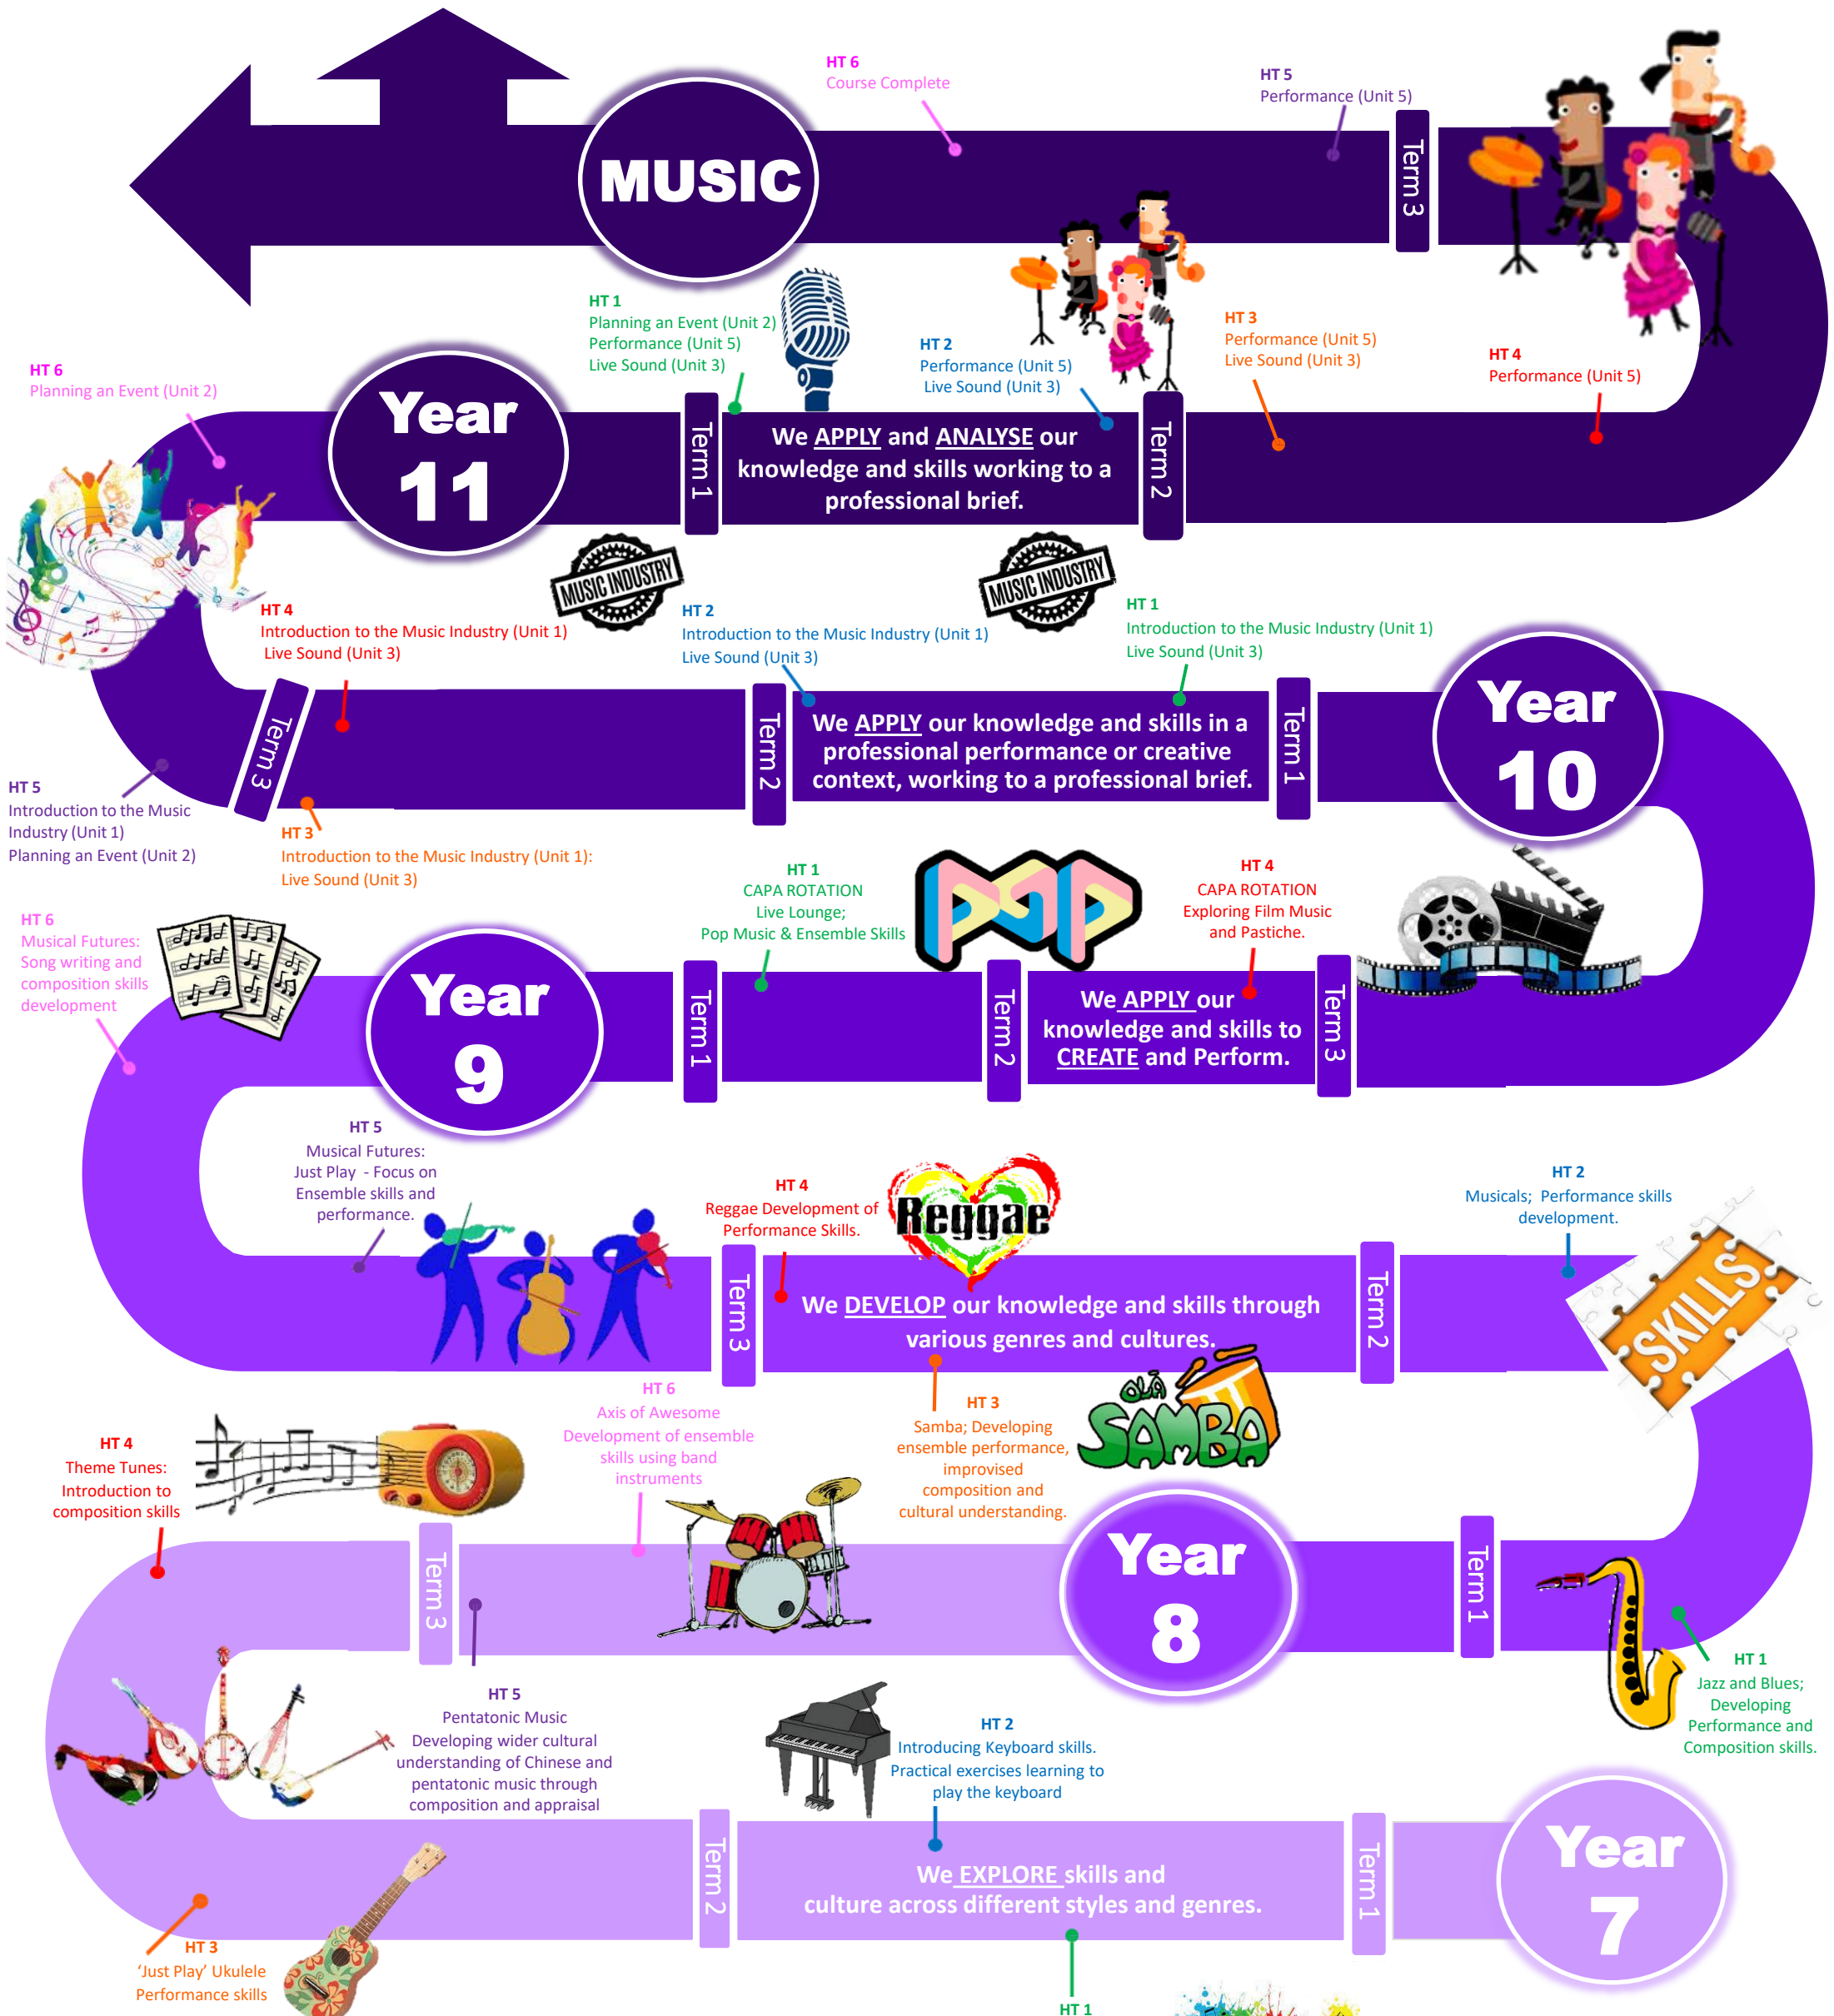 HT 6
Course Complete
HT 5
Performance (Unit 5)
MUSIC
Term 3
HT 1
Planning an Event (Unit 2)
Performance (Unit 5)
Live Sound (Unit 3)
HT 2
Performance (Unit 5)
Live Sound (Unit 3)
HT 3
Performance (Unit 5)
Live Sound (Unit 3)
HT 4
Performance (Unit 5)
HT 6
Planning an Event (Unit 2)
Year
11
Term 1
We APPLY and ANALYSE our
knowledge and skills working to a
professional brief.
Term 2
MUSIC INDUSTRY
MUSIC INDUSTRY
HT 4
Introduction to the Music Industry (Unit 1)
Live Sound (Unit 3)
HT 2
Introduction to the Music Industry (Unit 1)
Live Sound (Unit 3)
HT 1
Introduction to the Music Industry (Unit 1)
Live Sound (Unit 3)
Term 3
Term 2
We APPLY our knowledge and skills in a
professional performance or creative
context, working to a professional brief.
Term 1
Year
10
HT 5
Introduction to the Music
Industry (Unit 1)
Planning an Event (Unit 2)
HT 3
Introduction to the Music Industry (Unit 1):
Live Sound (Unit 3)
HT 6
Musical Futures:
Song writing and
composition skills
development
HT 1
CAPA ROTATION
Live Lounge;
Pop Music & Ensemble Skills
POP
HT 4
CAPA ROTATION
Exploring Film Music
and Pastiche.
Year
9
Term 1
Term 2
We APPLY our
knowledge and skills to
CREATE and Perform.
Term 3
HT 5
Musical Futures:
Just Play - Focus on
Ensemble skills and
performance.
HT 4
Reggae Development of
Performance Skills.
Reggae
HT 2
Musicals; Performance skills
development.
SKILLS
Term 3
We DEVELOP our knowledge and skills through
various genres and cultures.
Term 2
HT 6
Axis of Awesome
Development of ensemble
skills using band
instruments
HT 3
Samba; Developing
ensemble performance,
improvised
composition and
cultural understanding.
OLÁ
SAMBA
HT 4
Theme Tunes:
Introduction to
composition skills
Term 3
Year
8
Term 1
HT 1
Jazz and Blues;
Developing
Performance and
Composition skills.
HT 5
Pentatonic Music
Developing wider cultural
understanding of Chinese and
pentatonic music through
composition and appraisal
HT 2
Introducing Keyboard skills.
Practical exercises learning to
play the keyboard
Term 2
We EXPLORE skills and
culture across different styles and genres.
Term 1
Year
7
HT 3
‘Just Play’ Ukulele
Performance skills
HT 1